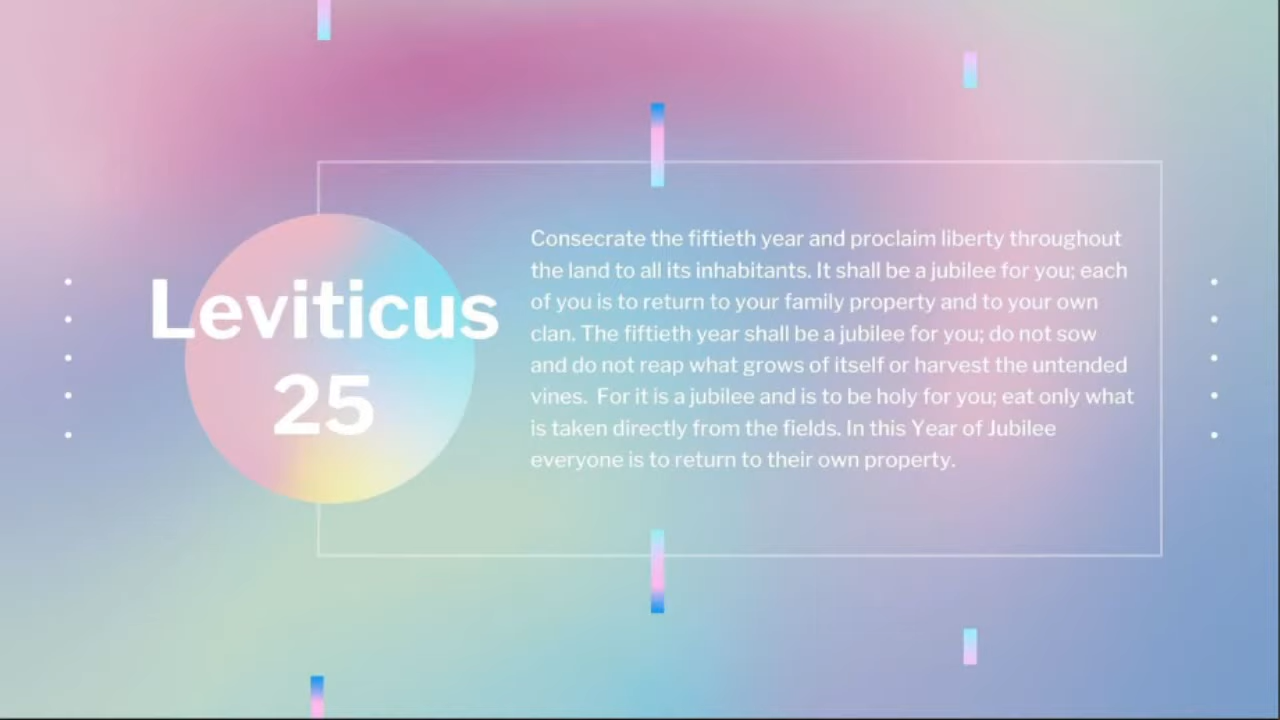 Leviticus
25
Consecrate the fiftieth year and proclaim liberty throughout
the land to all its inhabitants. It shall be a jubilee for you; each
of you is to return to your family property and to your own
clan. The fiftieth year shall be a jubilee for you; do not sow
and do not reap what grows of itself or harvest the untended
vines.  For it is a jubilee and is to be holy for you; eat only what
is taken directly from the fields. In this Year of Jubilee
everyone is to return to their own property.